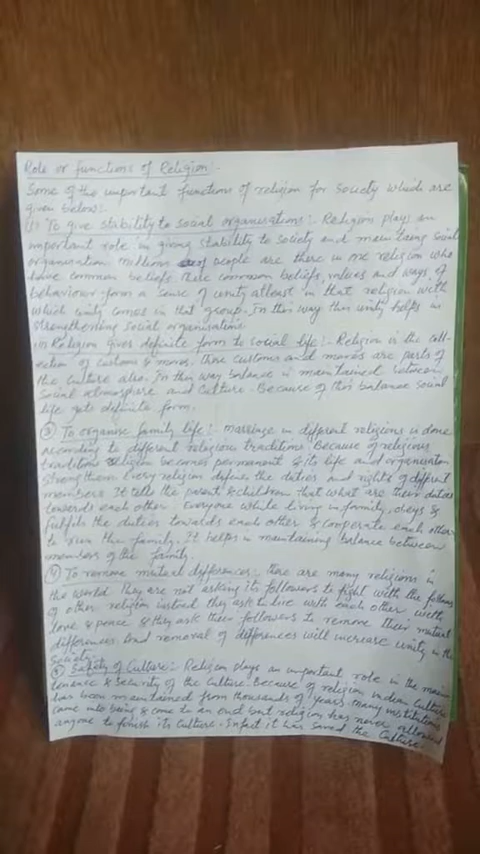 Role or functions of Religion:-
Some of the important functions of religion for society which are
given below:-
(1) To give stability to social organisations:- Religion plays an
important role in giving stability to society and maintaing social
organisation. Millions of people are there in one religion who
have common beliefs. These common beliefs, values and ways of
behaviour form a sense of unity atleast in that religion with
which unity comes in that group. In this way this unity helps in
strengthening social organisations.
Religion gives definite form to social life:- Religion is the coll-
ection of customs & mores. These customs and mores are parts of
the culture also. In this way balance is maintained between
social atmosphere and culture. Because of this balance social
life gets definite form.
(3) To organise family life:- marriage in different religions is done
according to different religious traditions. Because of religious
traditions religion becomes permanent & its life and organisation
strengthens. Every religion defines the duties and rights of different
members. It tells the parent & children that what are their duties
towards each other. Everyone while living in family, obeys &
fulfils the duties towards each other & cooperate each other
to run the family. It helps in maintaining balance between
members of the family.
(4) To remove mutual differences:- there are many religions in
the world. They are not asking its followers to fight with the followers
of other religion instead they ask to live with each other with
love & peace & they ask their followers to remove their mutual
differences. And removal of differences will increase unity in the
society.
Safety of Culture:- Religion plays an important role in the main-
tenance & security of the culture. Because of religion Indian culture
has been maintained from thousands of years. Many institutions
came into being & come to an end but religion has never allowed
anyone to finish its culture. Infact it has saved the culture.